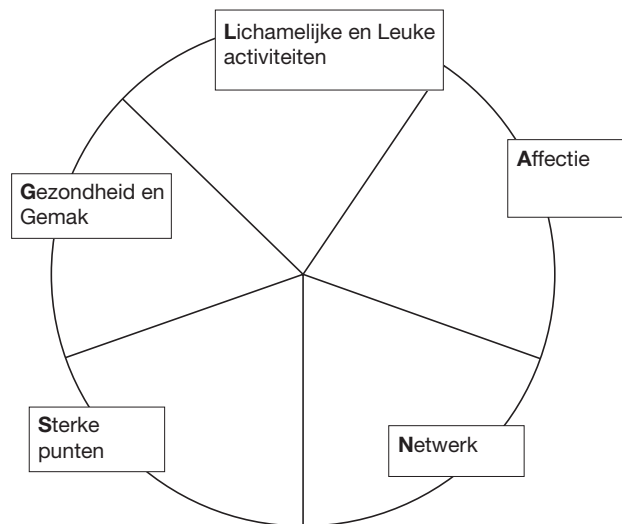 Lichamelijke en Leuke
activiteiten
Affectie
Gezondheid en
Gemak
Sterke
punten
Netwerk